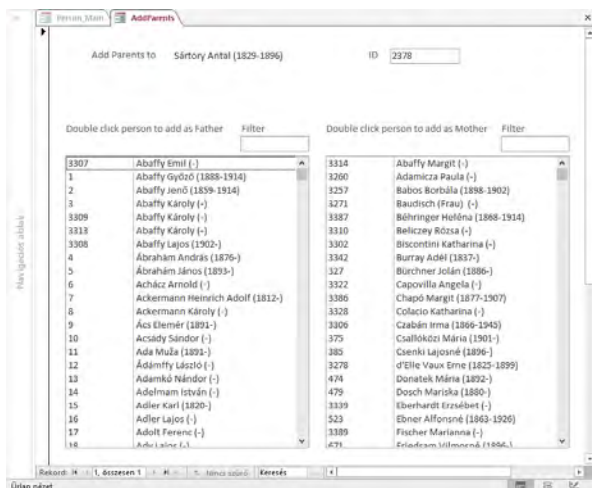 Person_Main AddParents
Add Parents to Sártory Antal (1829-1896) ID 2378
Double click person to add as Father Filter
3307 Abaffy Emil (-)
1 Abaffy Győző (1888-1914)
2 Abaffy Jenő (1859-1914)
3 Abaffy Károly (-)
3309 Abaffy Károly (-)
3313 Abaffy Károly (-)
3308 Abaffy Lajos (1902-)
4 Ábrahám András (1876-)
5 Ábrahám János (1893-)
6 Achácz Arnold (-)
7 Ackermann Heinrich Adolf (1812-)
8 Ackermann Károly (-)
9 Ács Elemér (1891-)
10 Acsády Sándor (-)
11 Ada Muža (1891-)
12 Ádámffy László (-)
13 Adamkó Nándor (-)
14 Adelmam István (-)
15 Adler Karl (1820-)
16 Adler Lajos (-)
17 Adolt Ferenc (-)
18 Ady Lajos (-)
Double click person to add as Mother Filter
3314 Abaffy Margit (-)
3260 Adamicza Paula (-)
3257 Babos Borbála (1898-1902)
3271 Baudisch (Frau) (-)
3387 Béhringer Heléna (1868-1914)
3310 Beliczey Rózsa (-)
3302 Biscontini Katharina (-)
3342 Burray Adél (1837-)
327 Bürchner Jolán (1886-)
3322 Capovilla Angela (-)
3386 Chapó Margit (1877-1907)
3328 Colacio Katharina (-)
3306 Czabán Irma (1866-1945)
375 Csallóközi Mária (1901-)
385 Csenki Lajosné (1896-)
3278 d'Elle Vaux Erne (1825-1899)
474 Donatek Mária (1892-)
479 Dosch Mariska (1880-)
3339 Eberhardt Erzsébet (-)
523 Ebner Alfonsné (1863-1926)
3389 Fischer Marianna (-)
671 Friedsam Vilmosné (1896-)
Navigációs ablak
Rekord: 1, összesen 1 Nincs szűrő Keresés
Űrlap nézet